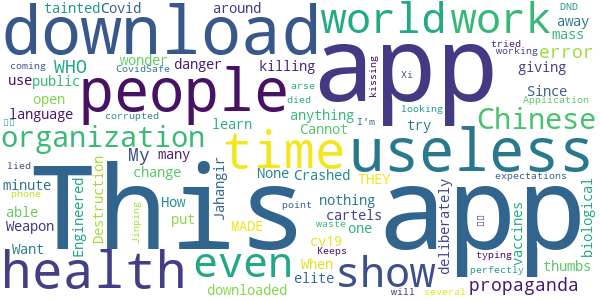 tainted Covid
download
people
app
world work
This app
useless
time
Chinese
organization
health
even
show
WHO
killing
around
danger
wonder
CovidSafe
coming
use public
open
language
tried
DND
away
working
mass
error
giving
Xi
kissing
arse
died
corrupted
looking
Since
Application
I'm
anything
Cannot
try
learn
My many
minute
change
None Crashed
THEY
nothing
Jahangir
cartels
one
deliberately
vaccines
expectations
biological
lied
How
put
able
phone
Weapon
Want
Engineered
Destruction
Jinping
MADE
cv19
point
waste
Keeps
When
elite
typing
perfectly
thumbs
propaganda
downloaded
will
several